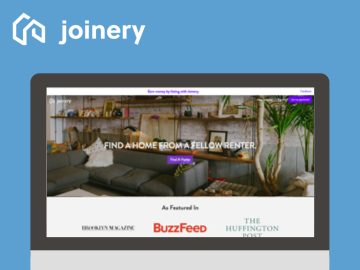 joinery
Earn money by listing with Joinery
joinery
FIND A HOME FROM A FELLOW RENTER.
Find A Home
As Featured In
BROOKLYN MAGAZINE
BuzzFeed
THE
HUFFINGTON
POST